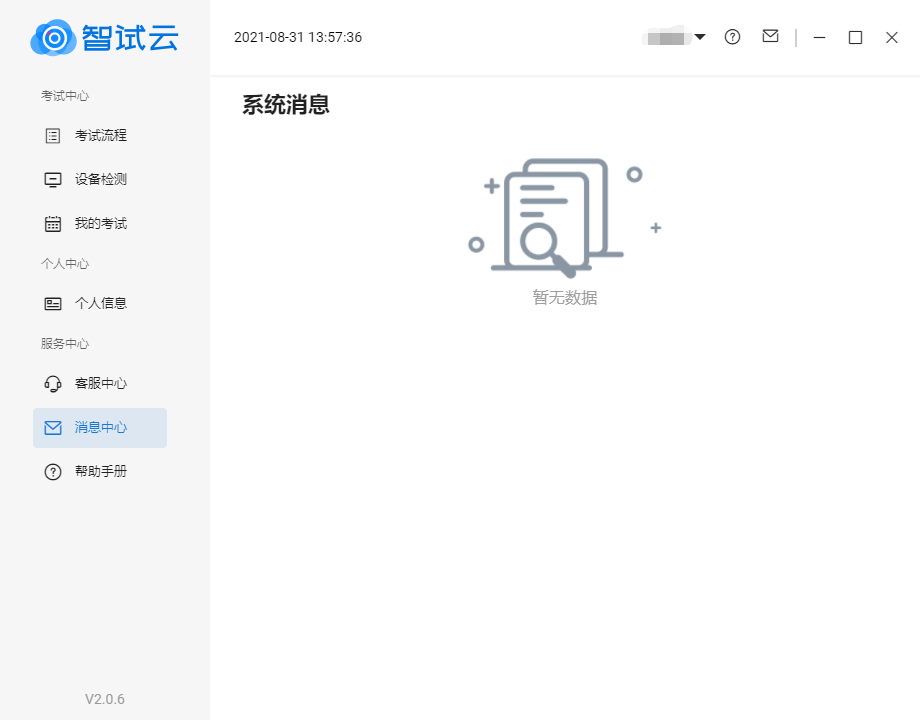 智试云
2021-08-31 13:57:36
考试中心
考试流程
设备检测
我的考试
个人中心
个人信息
服务中心
客服中心
消息中心
帮助手册
V2.0.6
系统消息
暂无数据